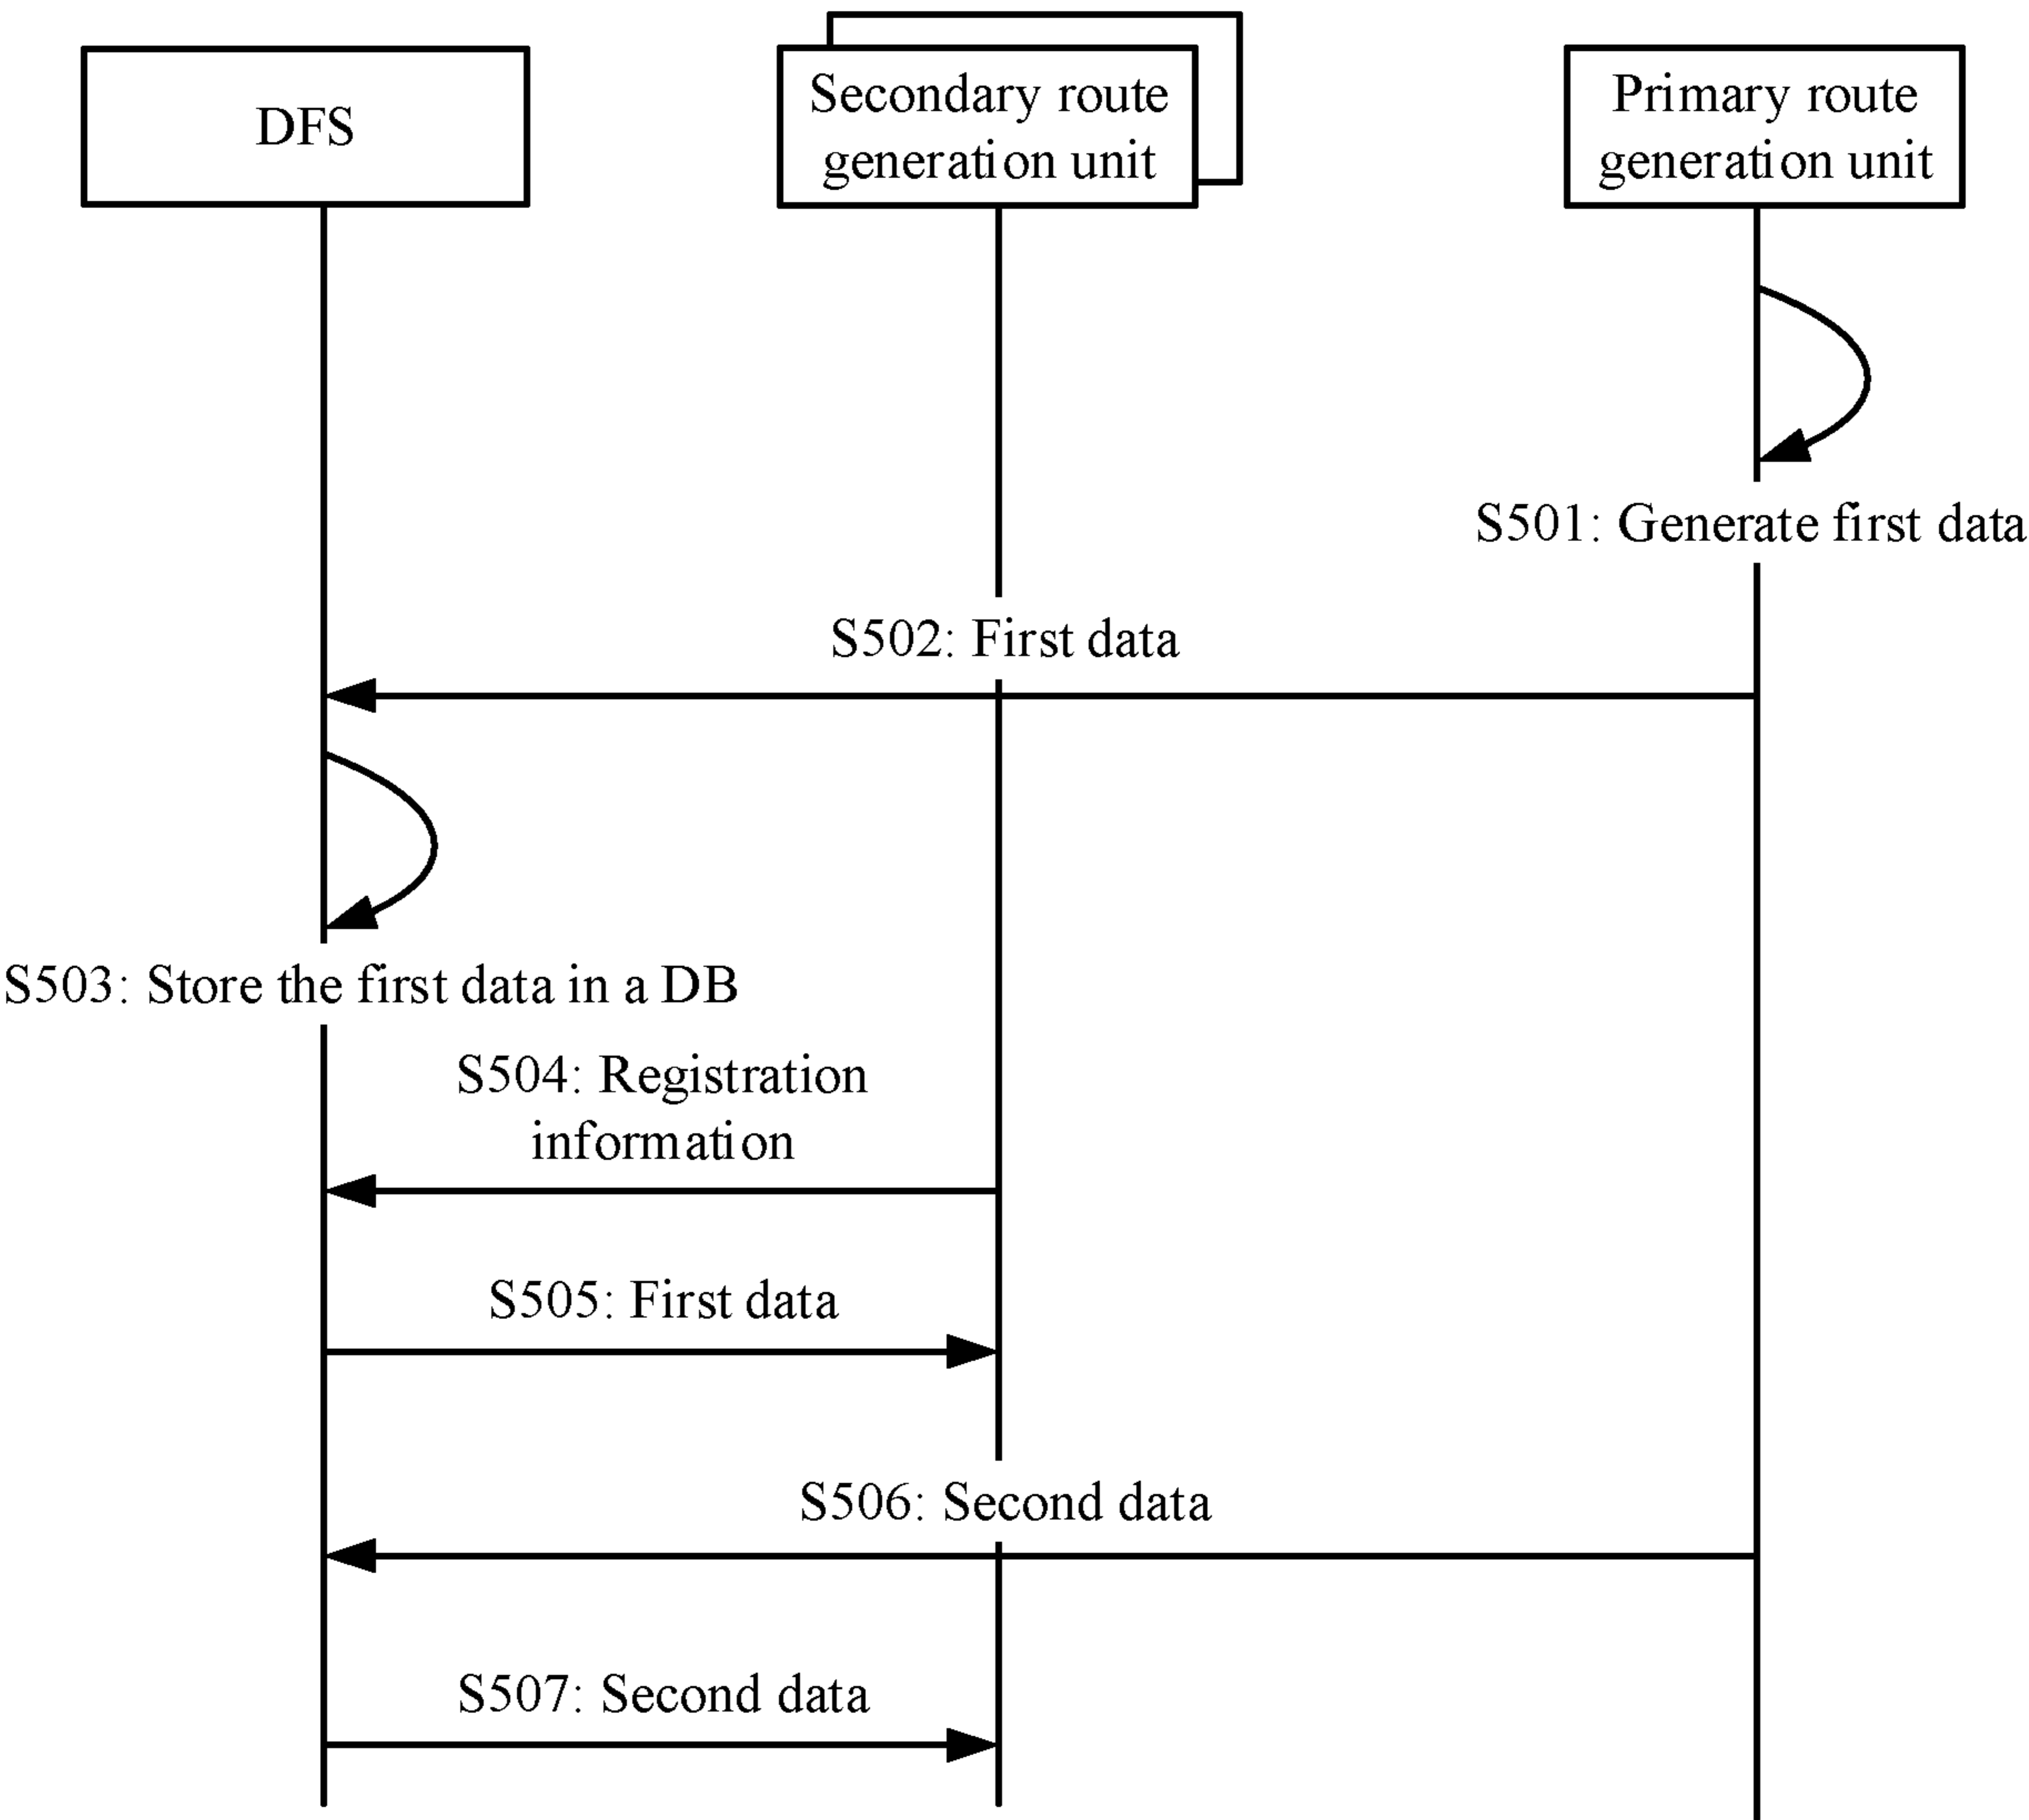 DFS
Secondary route
generation unit
Primary route
generation unit
S501: Generate first data
S502: First data
S503: Store the first data in a DB
S504: Registration
information
S505: First data
S506: Second data
S507: Second data